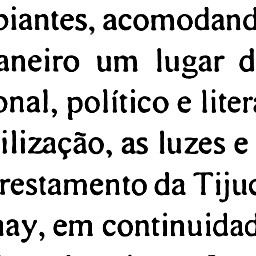 biantes, acomodand
aneiro um lugar d
onal, político e litera
ilização, as luzes e
restamento da Tijuc
nay, em continuidad